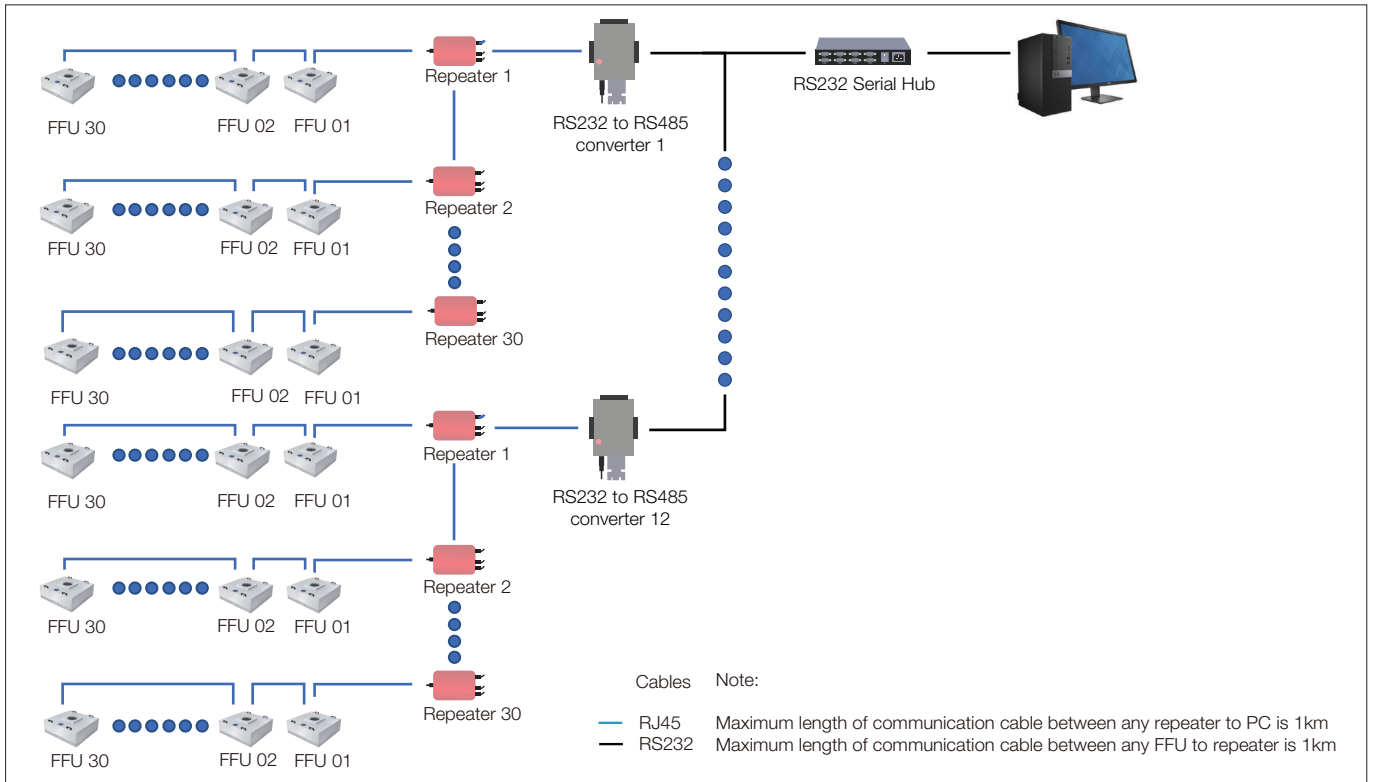 Repeater 1
RS232 Serial Hub
FFU 30
FFU 02
FFU 01
RS232 to RS485
converter 1
Repeater 2
FFU 30
FFU 02
FFU 01
Repeater 30
FFU 30
FFU 02
FFU 01
Repeater 1
FFU 30
FFU 02
FFU 01
RS232 to RS485
converter 12
Repeater 2
FFU 30
FFU 02
FFU 01
Repeater 30
FFU 30
FFU 02
FFU 01
Cables Note:
RJ45 Maximum length of communication cable between any repeater to PC is 1km
RS232 Maximum length of communication cable between any FFU to repeater is 1km